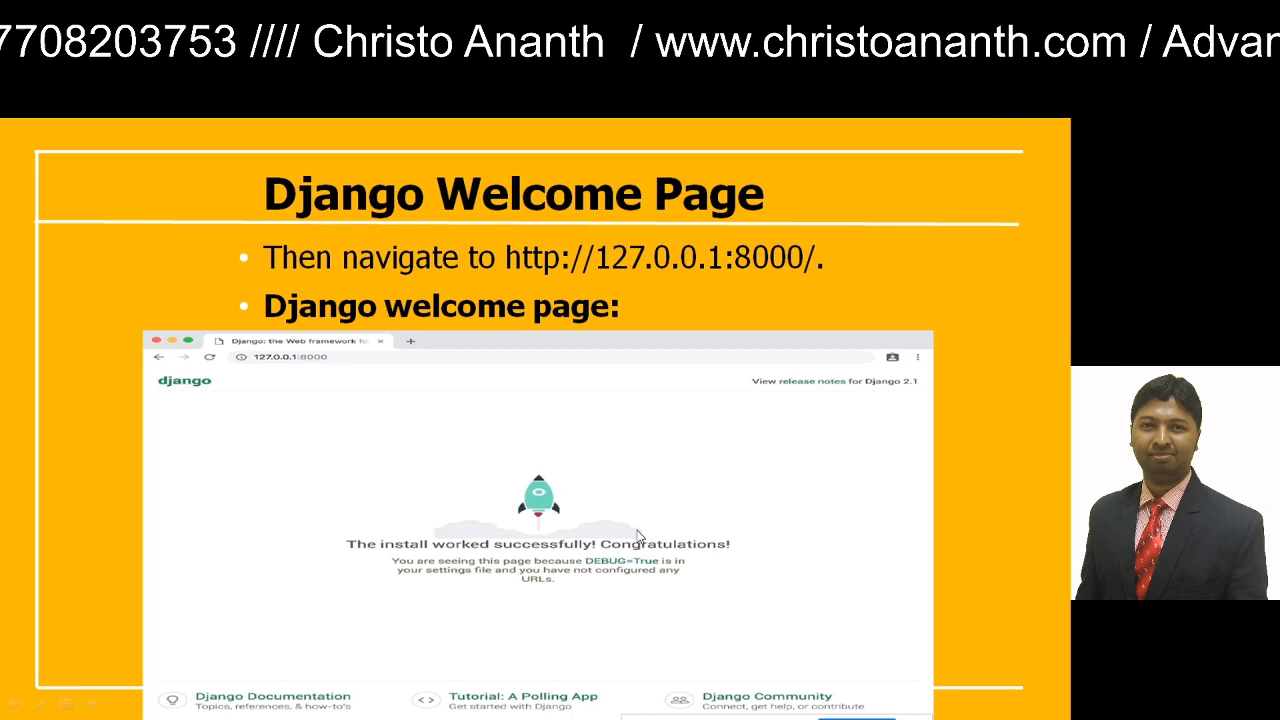 7708203753 //// Christo Ananth / www.christoananth.com / Advan
Django Welcome Page
• Then navigate to http://127.0.0.1:8000/.
• Django welcome page:
Django: the Web framework fo
127.0.0.1:8000
django
View release notes for Django 2.1
The install worked successfully! Congratulations!
You are seeing this page because DEBUG=True is in
your settings file and you have not configured any
URLs.
Django Documentation
Topics, references, & how-to's
Tutorial: A Polling App
Get started with Django
Django Community
Connect, get help, or contribute